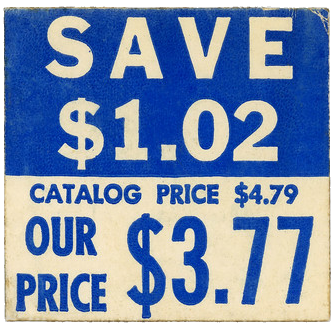 SAVE
$1.02
CATALOG PRICE $4.79
OUR
PRICE
$3.77